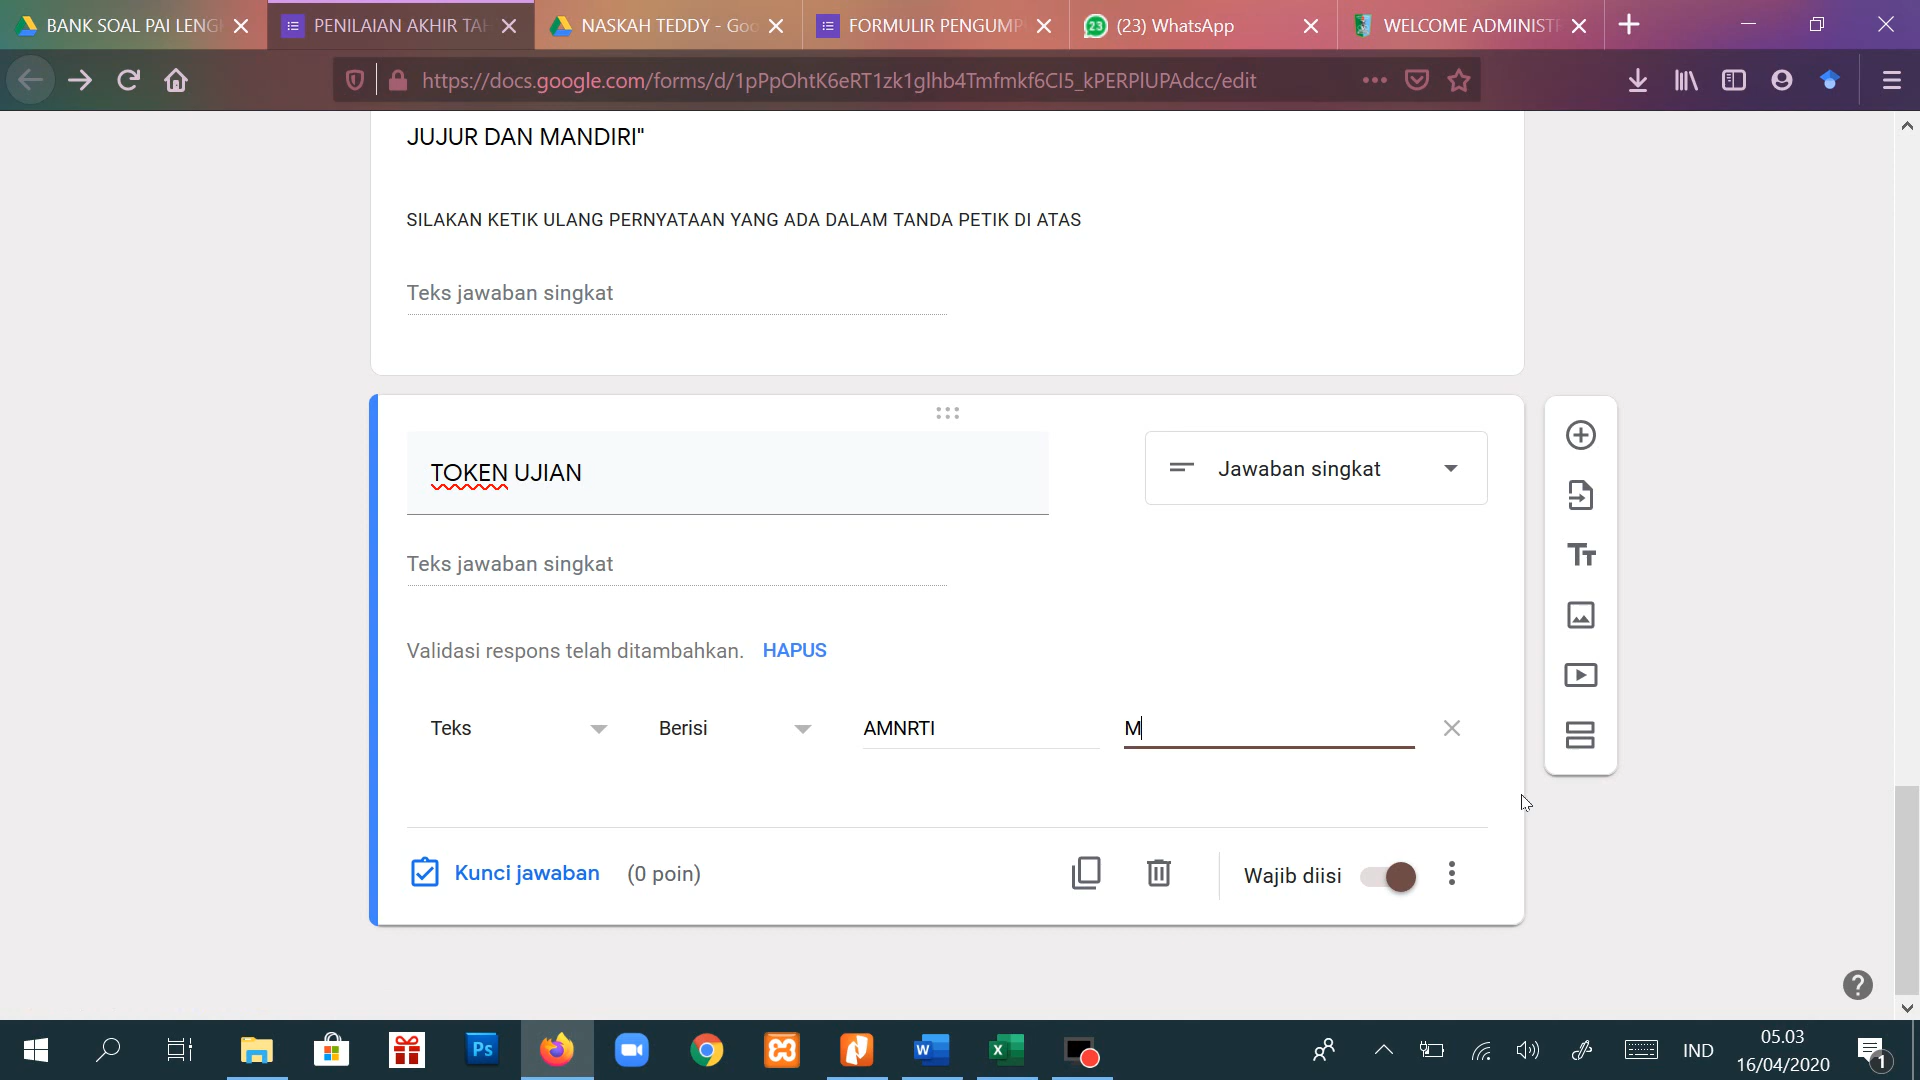 BANK SOAL PAI LENG
PENILAIAN AKHIR TAH
NASKAH TEDDY - Goo
FORMULIR PENGUMP
(23) WhatsApp
WELCOME ADMINIST
https://docs.google.com/forms/d/1pPpOhtK6eRT1zk1glhb4Tmfmkf6CI5_kPERPlUPAdcc/edit
JUJUR DAN MANDIRI"
SILAKAN KETIK ULANG PERNYATAAN YANG ADA DALAM TANDA PETIK DI ATAS
Teks jawaban singkat
TOKEN UJIAN
Jawaban singkat
Teks jawaban singkat
Validasi respons telah ditambahkan. HAPUS
Teks
Berisi
AMNRTI
M
Kunci jawaban (0 poin)
Wajib diisi
IND
05.03
16/04/2020
1